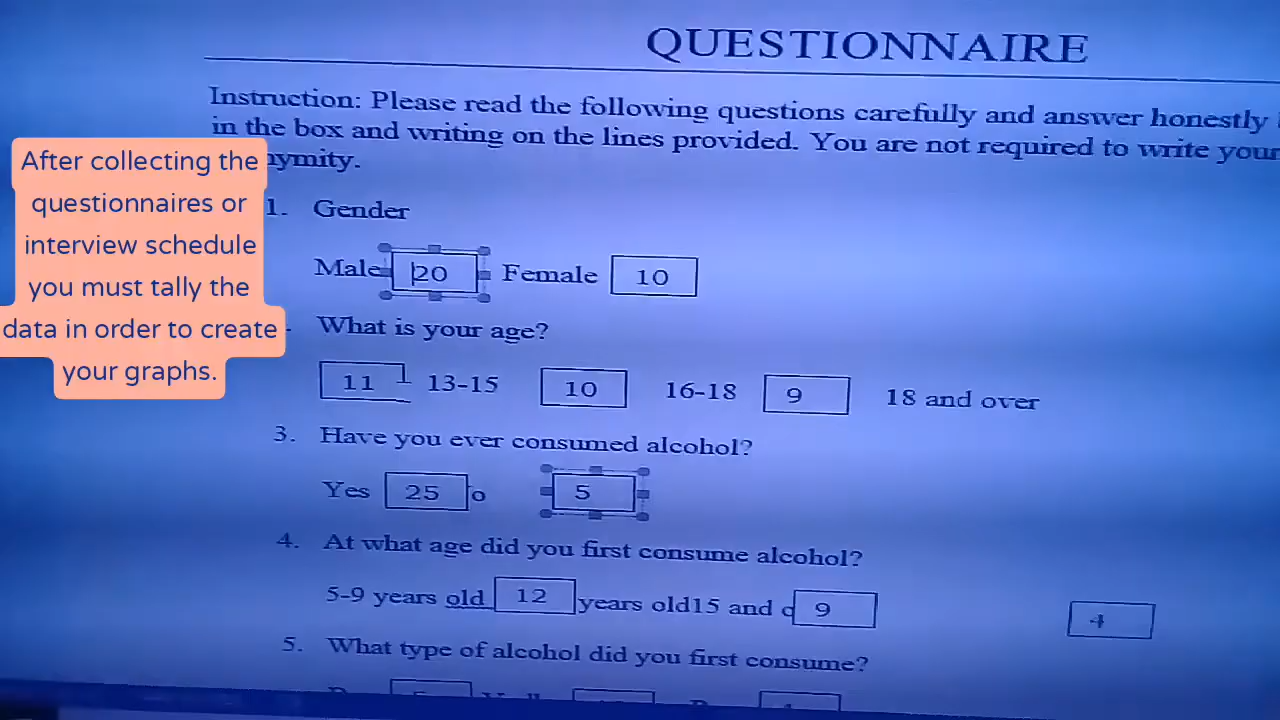 QUESTIONNAIRE
Instruction: Please read the following questions carefully and answer honestly
in the box and writing on the lines provided. You are not required to write your
nymity.
After collecting the
questionnaires or
interview schedule
you must tally the
data in order to create
your graphs.
1. Gender
Male 20 Female 10
What is your age?
11 13-15 10 16-18 9 18 and over
3. Have you ever consumed alcohol?
Yes 25 o 5
4. At what age did you first consume alcohol?
5-9 years old 12 years old15 and 9 4
5. What type of alcohol did you first consume?